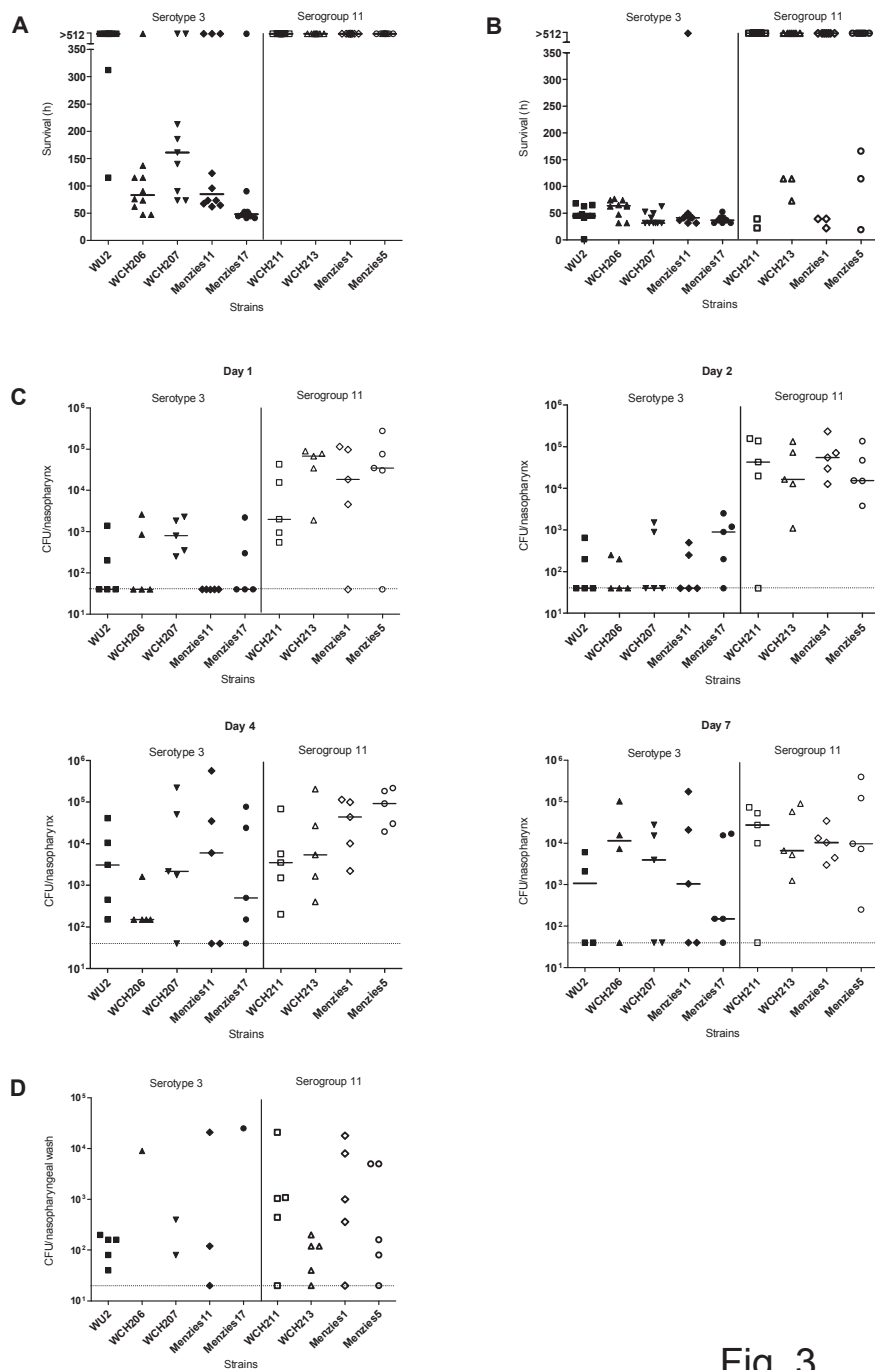 A
Serotype 3
Serogroup 11
>512
350
300
250
200
150
100
50
0
Survival (h)
WU2
WCH206
WCH207
Menzies11
Menzies17
WCH211
WCH213
Menzies1
Menzies5
Strains
B
Serotype 3
Serogroup 11
>512
350
300
250
200
150
100
50
0
Survival (h)
WU2
WCH206
WCH207
Menzies11
Menzies17
WCH211
WCH213
Menzies1
Menzies5
Strains
C
Day 1
Serotype 3
Serogroup 11
10⁶
10⁵
10⁴
10³
10²
10¹
CFU/nasopharynx
WU2
WCH206
WCH207
Menzies11
Menzies17
WCH211
WCH213
Menzies1
Menzies5
Strains
Day 2
Serotype 3
Serogroup 11
10⁶
10⁵
10⁴
10³
10²
10¹
CFU/nasopharynx
WU2
WCH206
WCH207
Menzies11
Menzies17
WCH211
WCH213
Menzies1
Menzies5
Strains
Day 4
Serotype 3
Serogroup 11
10⁶
10⁵
10⁴
10³
10²
10¹
CFU/nasopharynx
WU2
WCH206
WCH207
Menzies11
Menzies17
WCH211
WCH213
Menzies1
Menzies5
Strains
Day 7
Serotype 3
Serogroup 11
10⁶
10⁵
10⁴
10³
10²
10¹
CFU/nasopharynx
WU2
WCH206
WCH207
Menzies11
Menzies17
WCH211
WCH213
Menzies1
Menzies5
Strains
D
Serotype 3
Serogroup 11
10⁵
10⁴
10³
10²
10¹
CFU/nasopharyngeal wash
WU2
WCH206
WCH207
Menzies11
Menzies17
WCH211
WCH213
Menzies1
Menzies5
Strains
Fig. 3